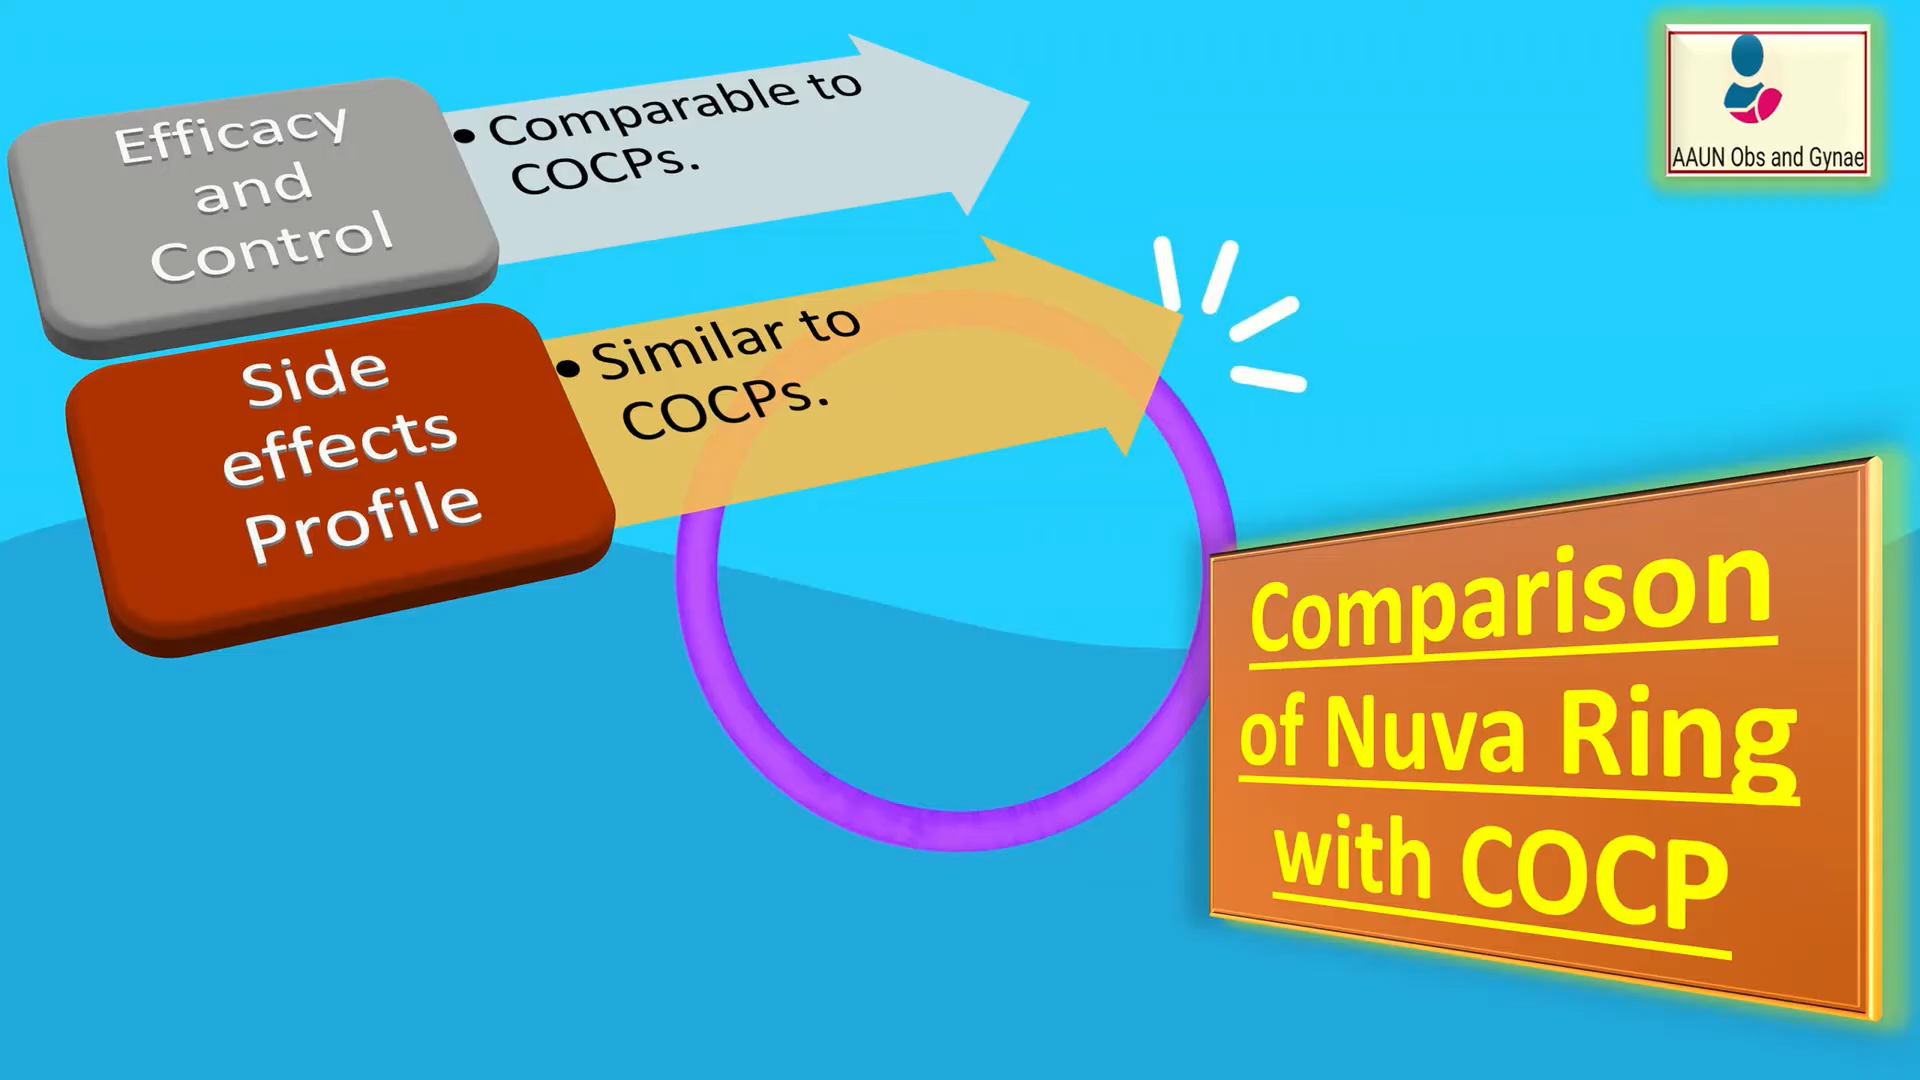 Efficacy
and
Control
• Comparable to
COCPs.
Side
effects
Profile
• Similar to
COCPs.
AAUN Obs and Gynae
Comparison
of Nuva Ring
with COCP